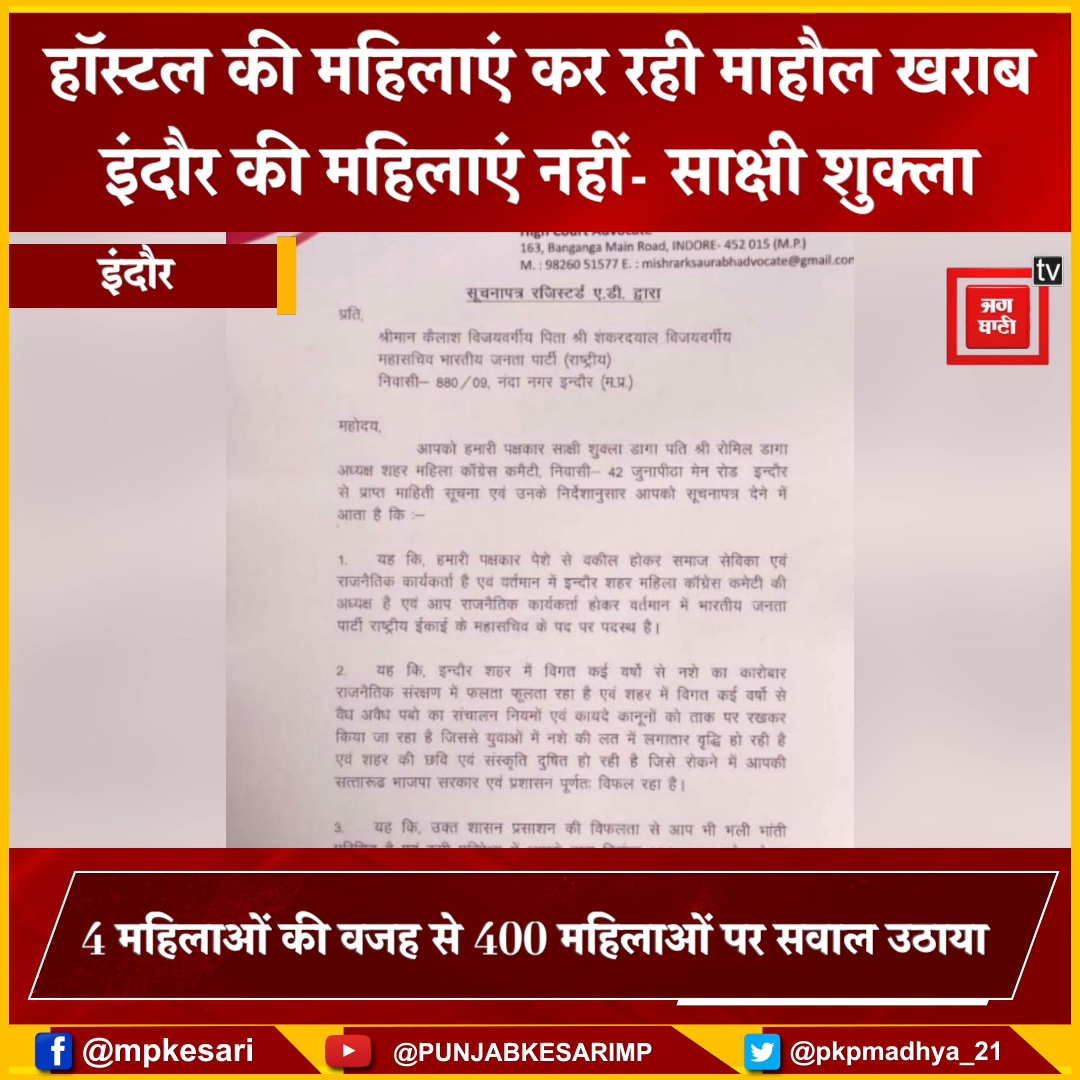 हॉस्टल की महिलाएं कर रही माहौल खराब
इंदौर की महिलाएं नहीं- साक्षी शुक्ला
इंदौर
High Court Advocate
163, Banganga Main Road, INDORE- 452 015 (M.P.)
M. : 98260 51577 E. : mishrarksaurabhadvocate@gmail.com
tv
जग
बाणी
सूचनापत्र रजिस्टर्ड ए.डी. द्वारा
प्रति,
श्रीमान कैलाश विजयवर्गीय पिता श्री शंकरदयाल विजयवर्गीय
महासचिव भारतीय जनता पार्टी (राष्ट्रीय)
निवासी– 880/09, नंदा नगर इन्दौर (म.प्र.)
महोदय,
आपको हमारी पक्षकार साक्षी शुक्ला डागा पति श्री रोमिल डागा
अध्यक्ष शहर महिला कॉंग्रेस कमैटी, निवासी– 42 जुनापीठा मेन रोड इन्दौर
से प्राप्त माहिती सूचना एवं उनके निर्देशानुसार आपको सूचनापत्र देने में
आता है कि :–
1. यह कि, हमारी पक्षकार पेशे से वकील होकर समाज सेविका एवं
राजनैतिक कार्यकर्ता है एवं वर्तमान में इन्दौर शहर महिला कॉंग्रेस कमेटी की
अध्यक्ष है एवं आप राजनैतिक कार्यकर्ता होकर वर्तमान में भारतीय जनता
पार्टी राष्ट्रीय ईकाई के महासचिव के पद पर पदस्थ है।
2. यह कि, इन्दौर शहर में विगत कई वर्षो से नशे का कारोबार
राजनैतिक संरक्षण में फलता फूलता रहा है एवं शहर में विगत कई वर्षो से
वैध अवैध पबो का संचालन नियमों एवं कायदे कानूनों को ताक पर रखकर
किया जा रहा है जिससे युवाओं में नशे की लत में लगातार वृद्धि हो रही है
एवं शहर की छवि एवं संस्कृति दुषित हो रही है जिसे रोकने में आपकी
सत्तारूढ भाजपा सरकार एवं प्रशासन पूर्णतः विफल रहा है।
3. यह कि, उक्त शासन प्रसाशन की विफलता से आप भी भली भांती
4 महिलाओं की वजह से 400 महिलाओं पर सवाल उठाया
@mpkesari
@PUNJABKESARIMP
@pkpmadhya_21